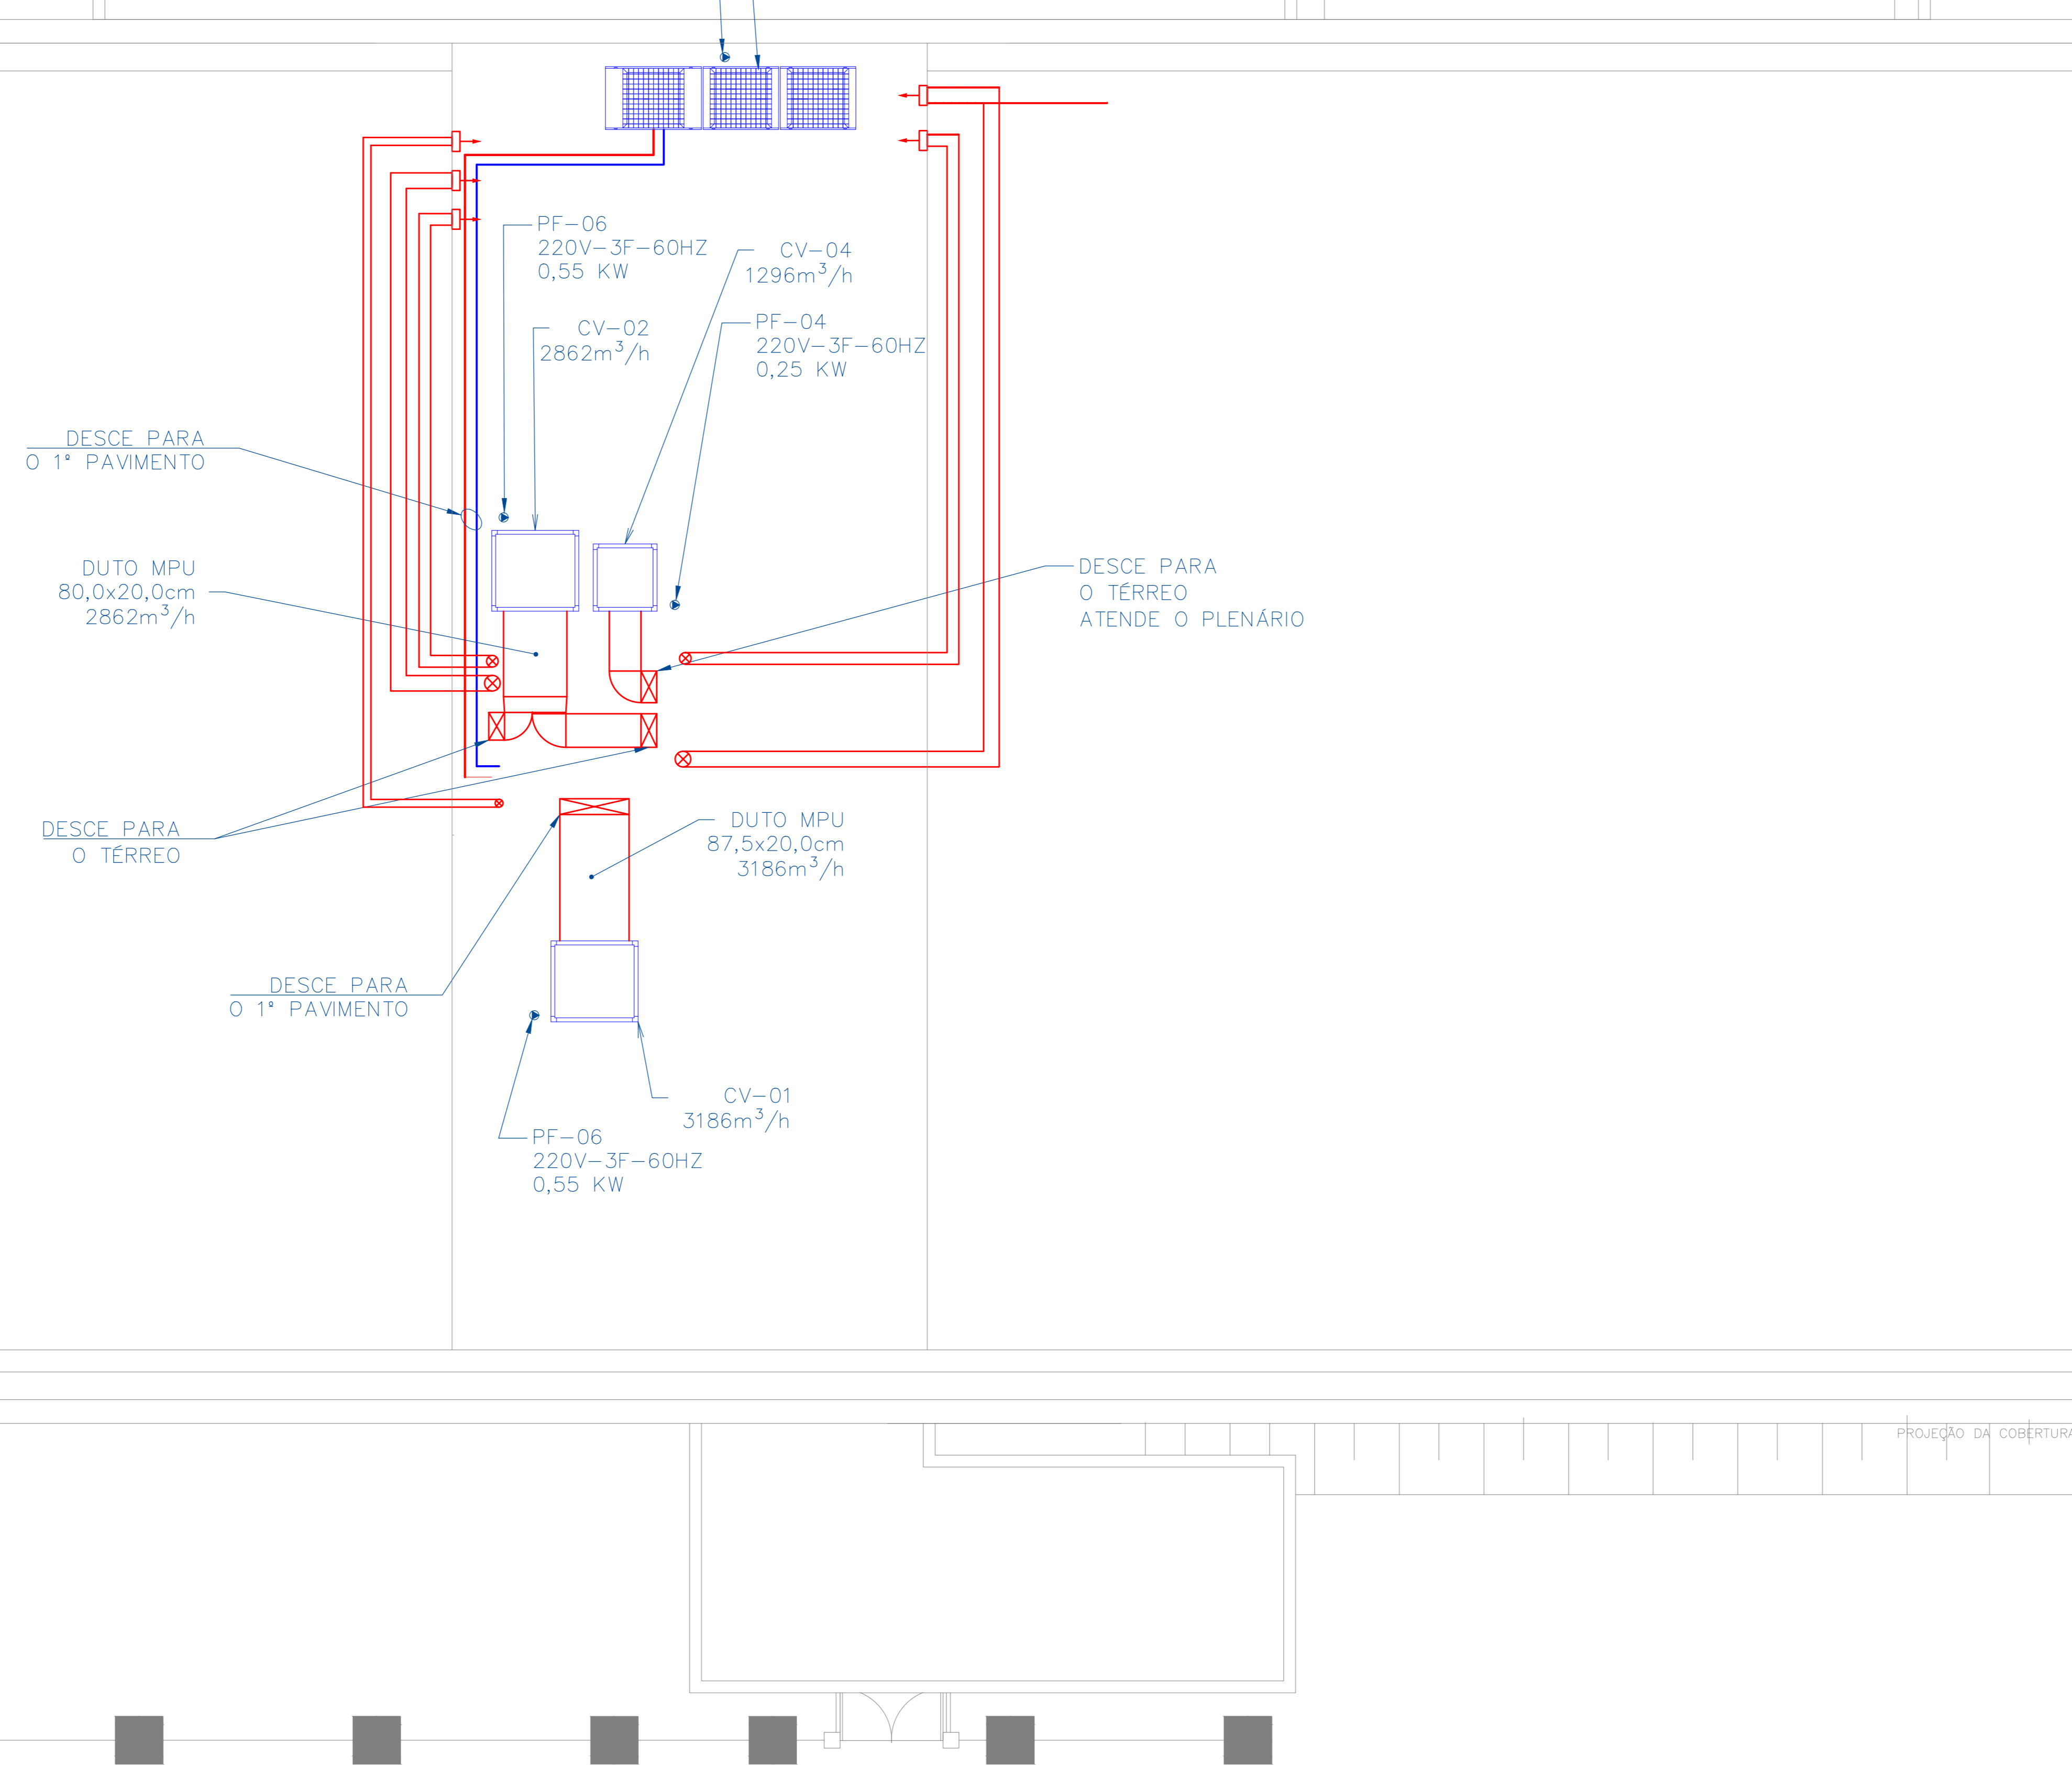 PF-06
220V-3F-60HZ
0,55 KW
CV-04
1296m³/h
CV-02
2862m³/h
PF-04
220V-3F-60HZ
0,25 KW
DESCE PARA
O 1º PAVIMENTO
DUTO MPU
80,0x20,0cm
2862m³/h
DESCE PARA
O TÉRREO
ATENDE O PLENÁRIO
DESCE PARA
O TÉRREO
DUTO MPU
87,5x20,0cm
3186m³/h
DESCE PARA
O 1º PAVIMENTO
CV-01
3186m³/h
PF-06
220V-3F-60HZ
0,55 KW
PROJEÇÃO DA COBERTURA